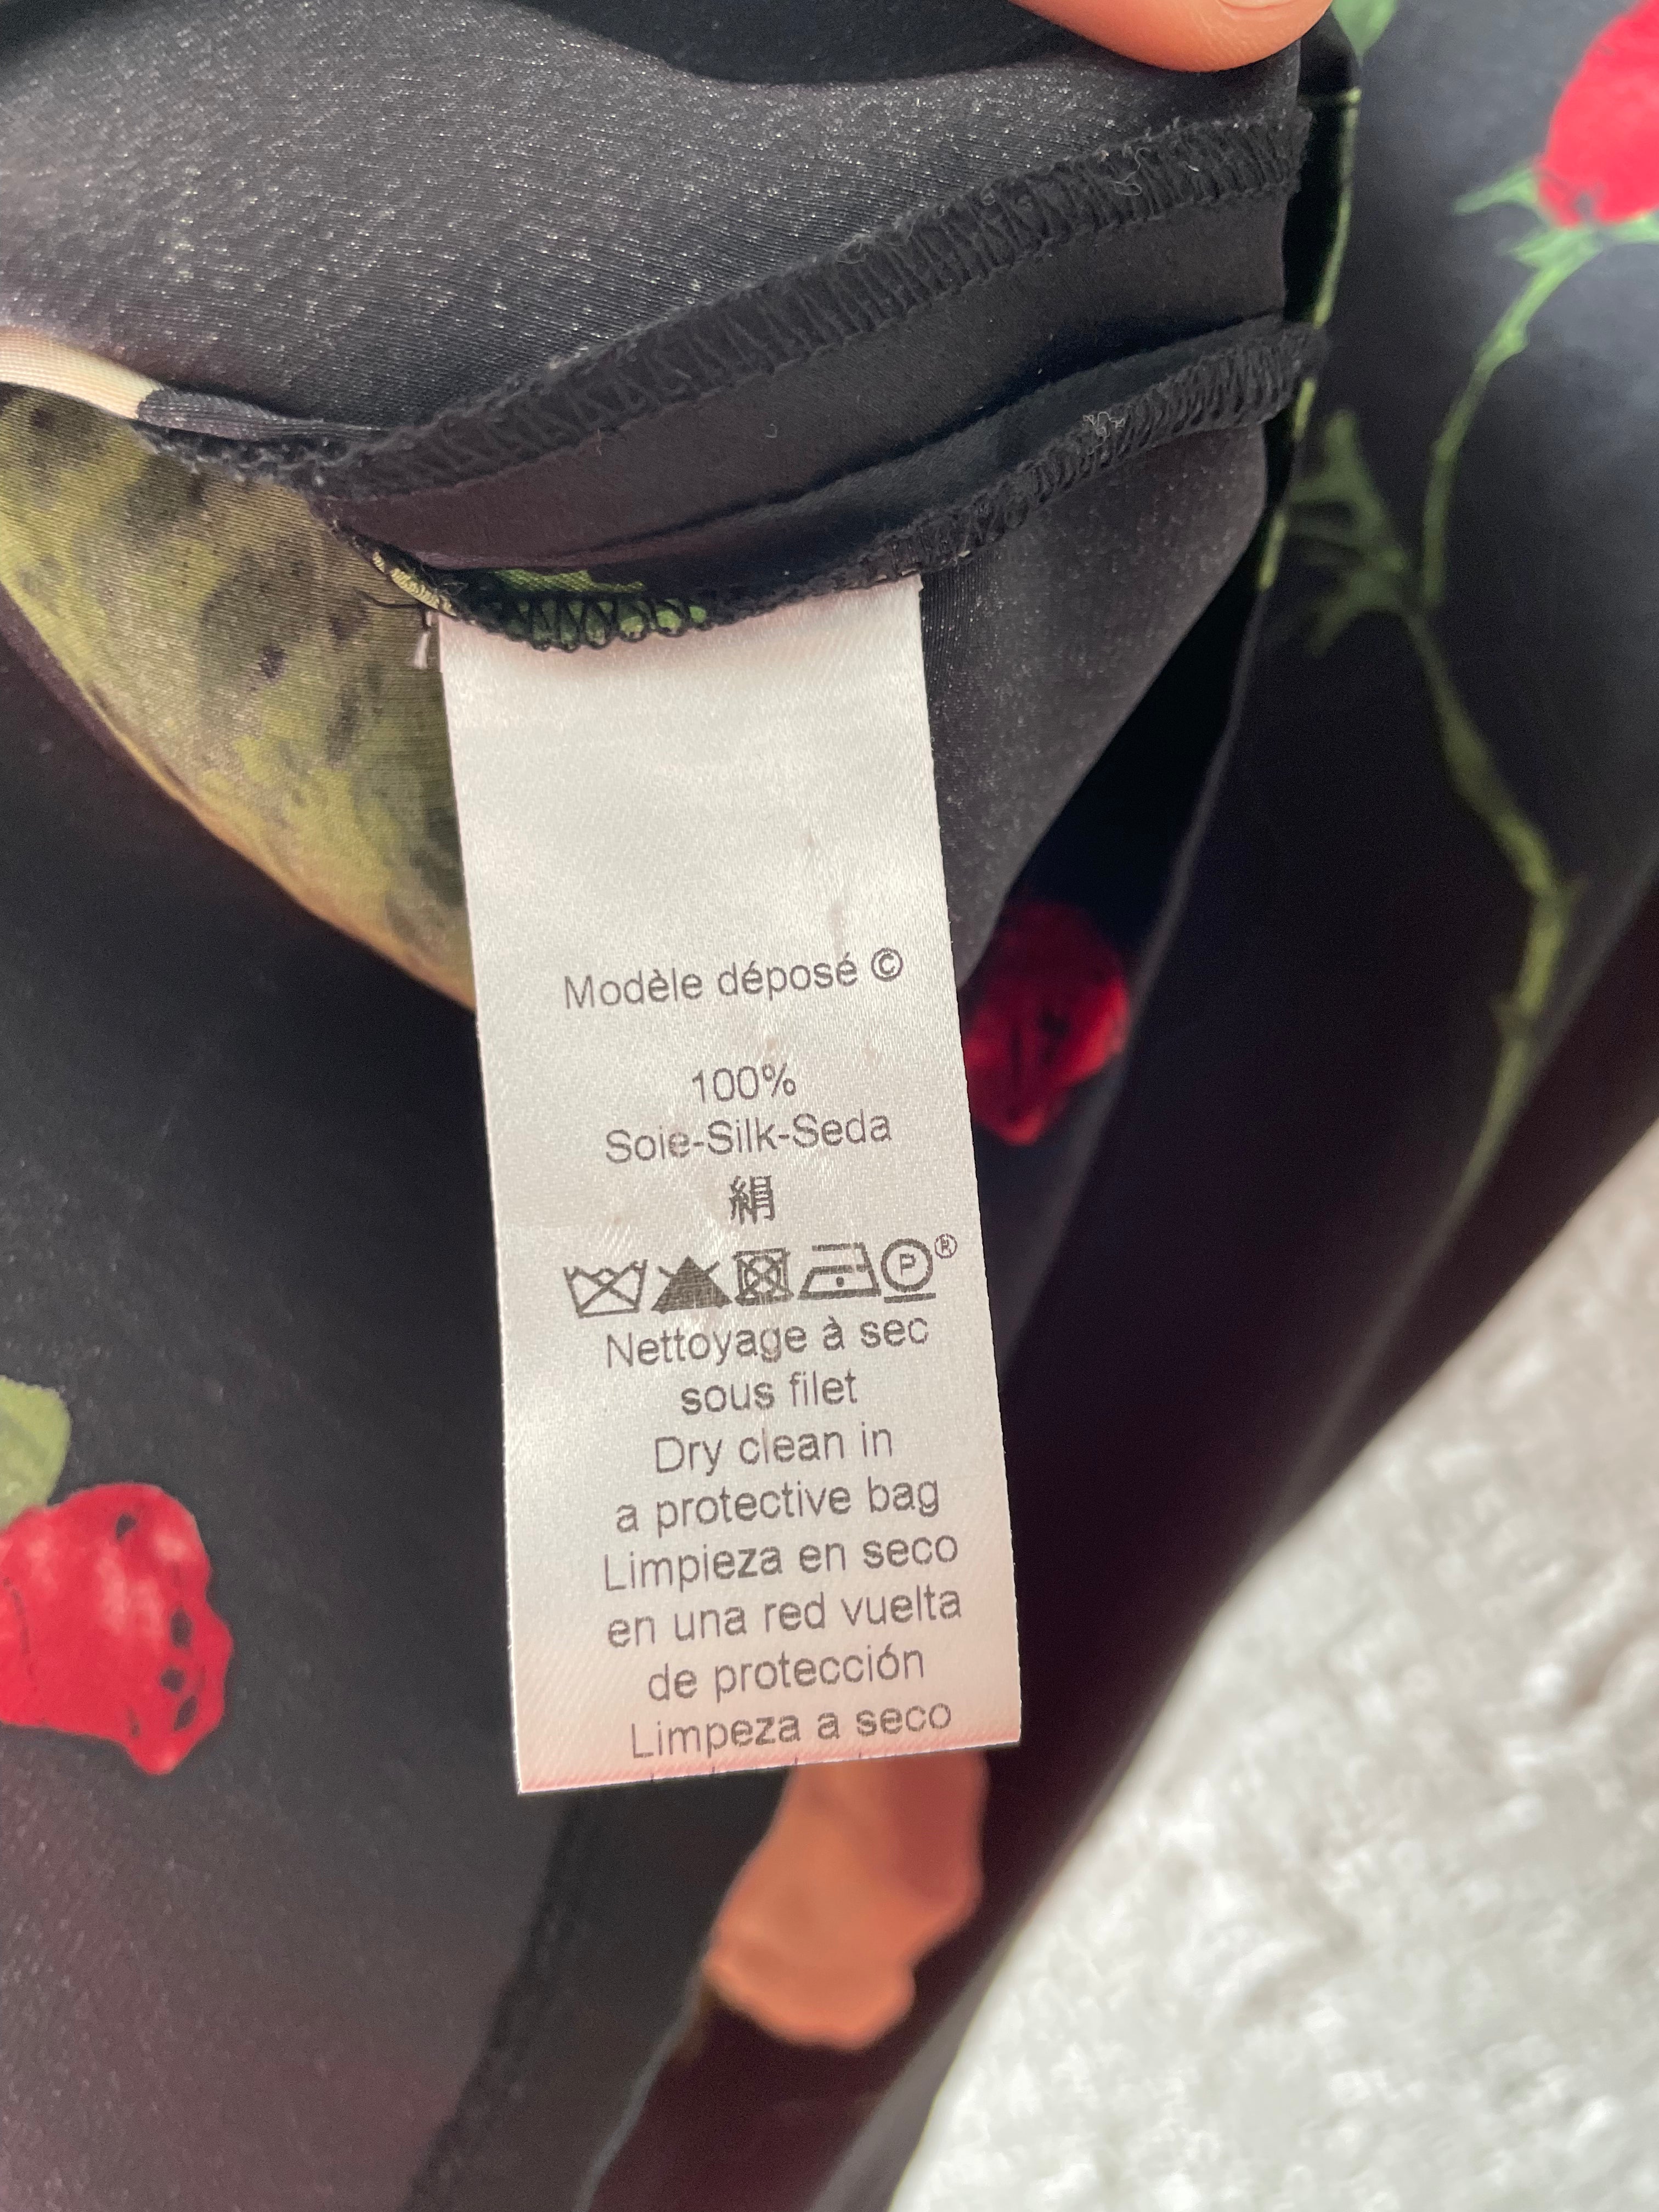 Modèle déposé ©
100%
Soie-Silk-Seda
絹
P ®
Nettoyage à sec
sous filet
Dry clean in
a protective bag
Limpieza en seco
en una red vuelta
de protección
Limpeza a seco